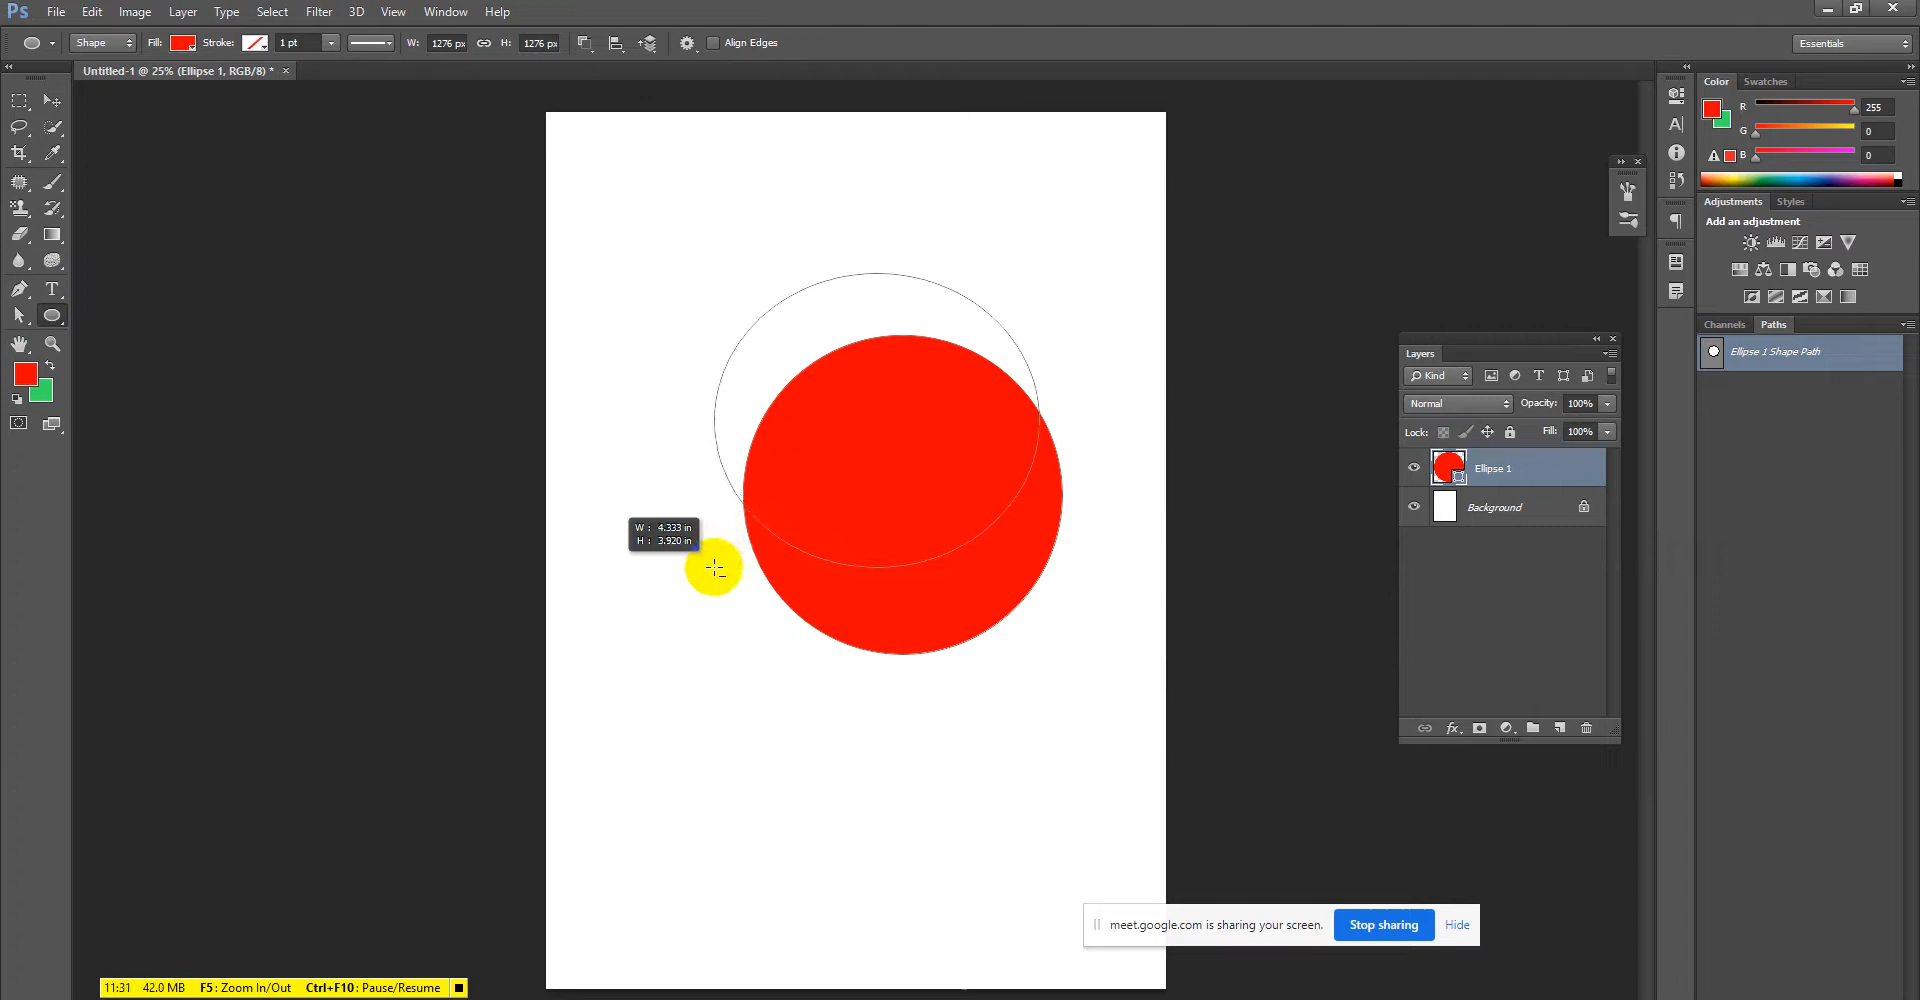 Ps File Edit Image Layer Type Select Filter 3D View Window Help
Shape Fill: Stroke: 1 pt W: 1276 px H: 1276 px Align Edges Essentials
Untitled-1 @ 25% (Ellipse 1, RGB/8) * ×
Color Swatches
R 255
G 0
B 0
Adjustments Styles
Add an adjustment
Channels Paths
Ellipse 1 Shape Path
Layers
Kind
Normal Opacity: 100%
Lock: Fill: 100%
Ellipse 1
Background
W : 4.333 in
H : 3.920 in
meet.google.com is sharing your screen. Stop sharing Hide
11:31 42.0 MB F5: Zoom In/Out Ctrl+F10: Pause/Resume